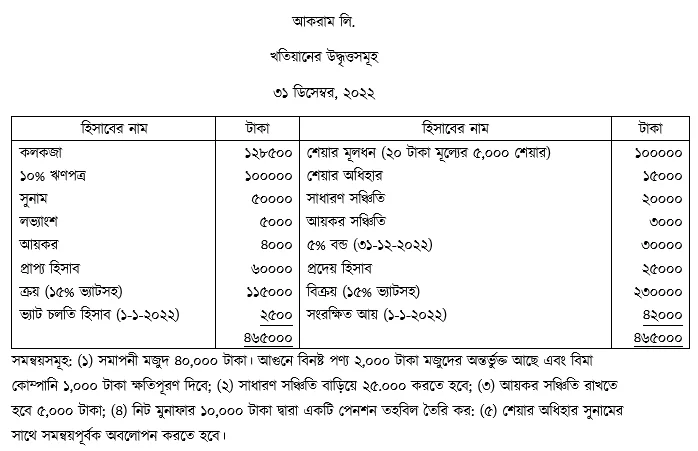 আকরাম লি.
খতিয়ানের উদ্ধৃত্তসমূহ
৩১ ডিসেম্বর, ২০২২
হিসাবের নাম টাকা হিসাবের নাম টাকা
কলকজা ১২৮৫০০ শেয়ার মূলধন (২০ টাকা মূল্যের ৫,০০০ শেয়ার) ১০০০০০
১০% ঋণপত্র ১০০০০০ শেয়ার অধিহার ১৫০০০
সুনাম ৫০০০০ সাধারণ সঞ্চিতি ২০০০০
লভ্যাংশ ৫০০০ আয়কর সঞ্চিতি ৩০০০
আয়কর ৪০০০ ৫% বন্ড (৩১-১২-২০২২) ৩০০০০
প্রাপ্য হিসাব ৬০০০০ প্রদেয় হিসাব ২৫০০০
ক্রয় (১৫% ভ্যাটসহ) ১১৫০০০ বিক্রয় (১৫% ভ্যাটসহ) ২৩০০০০
ভ্যাট চলতি হিসাব (১-১-২০২২) ২৫০০ সংরক্ষিত আয় (১-১-২০২২) ৪২০০০
৪৬৫০০০ ৪৬৫০০০
সমন্বয়সমূহ: (১) সমাপনী মজুদ ৪০,০০০ টাকা। আগুনে বিনষ্ট পণ্য ২,০০০ টাকা মজুদের অন্তর্ভুক্ত আছে এবং বিমা
কোম্পানি ১,০০০ টাকা ক্ষতিপূরণ দিবে; (২) সাধারণ সঞ্চিতি বাড়িয়ে ২৫.০০০ করতে হবে; (৩) আয়কর সঞ্চিতি রাখতে
হবে ৫,০০০ টাকা; (৪) নিট মুনাফার ১০,০০০ টাকা দ্বারা একটি পেনশন তহবিল তৈরি কর: (৫) শেয়ার অধিহার সুনামের
সাথে সমন্বয়পূর্বক অবলোপন করতে হবে।